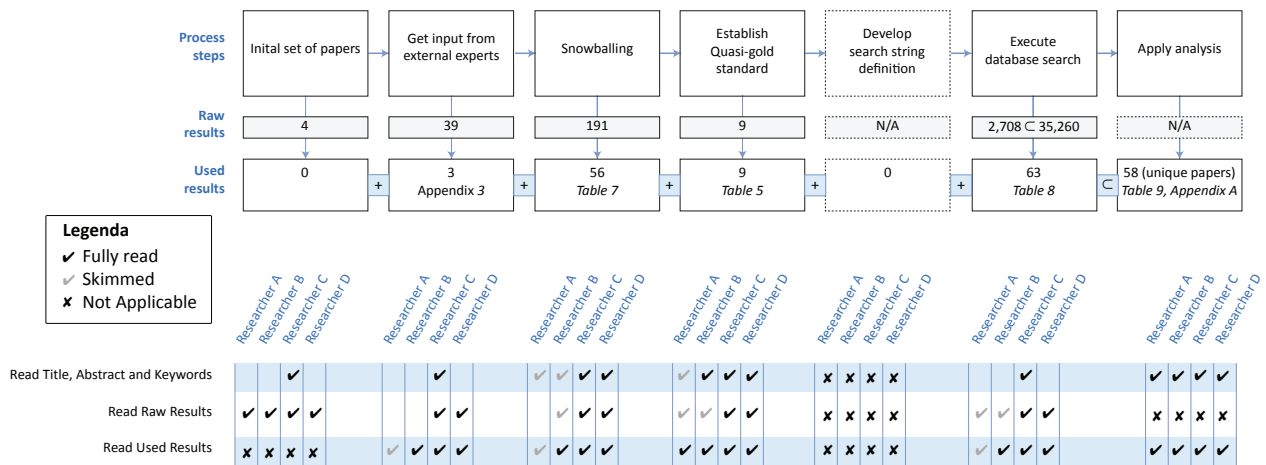 Process
steps
Inital set of papers
Get input from
external experts
Snowballing
Establish
Quasi-gold
standard
Develop
search string
definition
Execute
database search
Apply analysis
Raw
results
4
39
191
9
N/A
2,708 ⊂ 35,260
N/A
Used
results
0
+
3
Appendix 3
+
56
Table 7
+
9
Table 5
+
0
+
63
Table 8
⊂
58 (unique papers)
Table 9, Appendix A
Legenda
✔ Fully read
✔ Skimmed
✘ Not Applicable
Researcher A
Researcher B
Researcher C
Researcher D
Researcher A
Researcher B
Researcher C
Researcher D
Researcher A
Researcher B
Researcher C
Researcher D
Researcher A
Researcher B
Researcher C
Researcher D
Researcher A
Researcher B
Researcher C
Researcher D
Researcher A
Researcher B
Researcher C
Researcher D
Researcher A
Researcher B
Researcher C
Researcher D
Read Title, Abstract and Keywords
Read Raw Results
Read Used Results